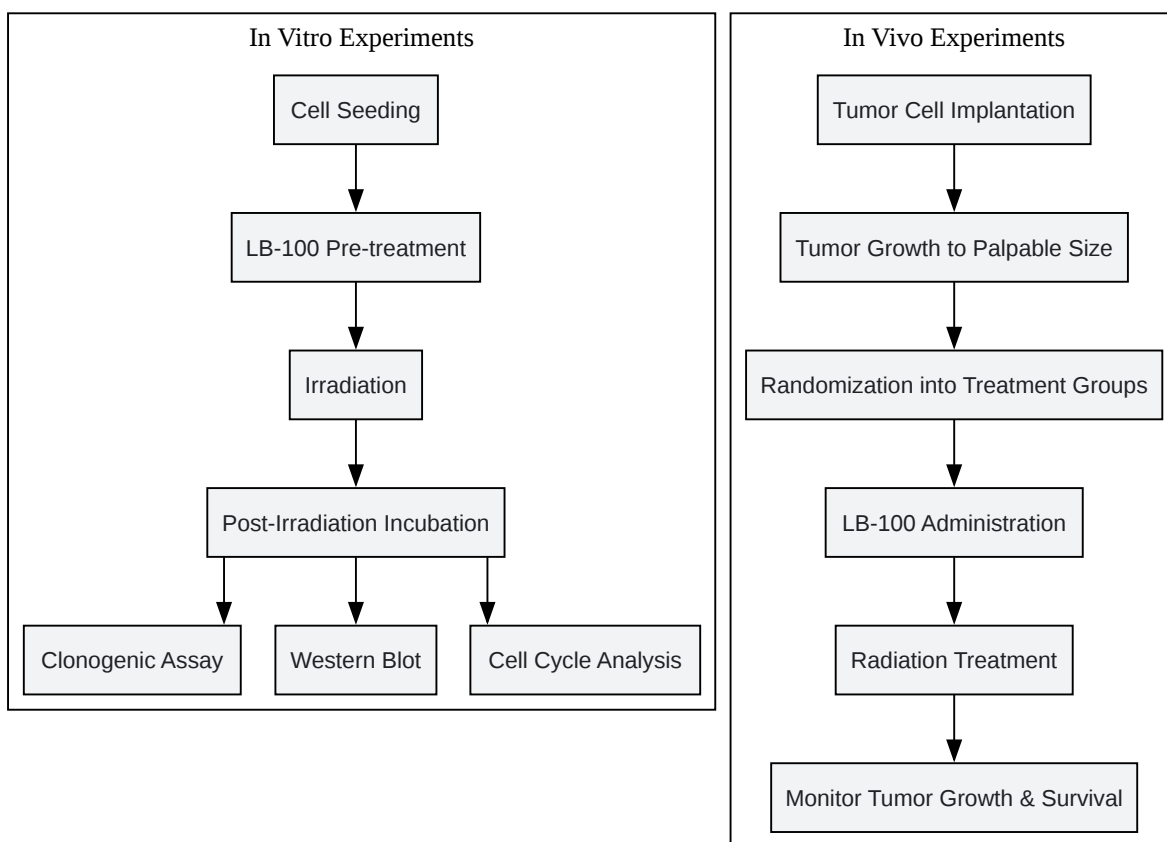 In Vitro Experiments
Cell Seeding
LB-100 Pre-treatment
Irradiation
Post-Irradiation Incubation
Clonogenic Assay
Western Blot
Cell Cycle Analysis
In Vivo Experiments
Tumor Cell Implantation
Tumor Growth to Palpable Size
Randomization into Treatment Groups
LB-100 Administration
Radiation Treatment
Monitor Tumor Growth & Survival